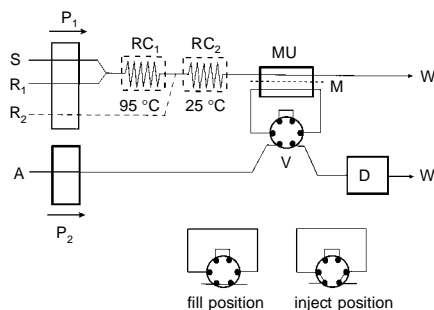 P1
RC1 RC2 MU
S
R1
M
W
R2
95 °C 25 °C
V
A
D
W
P2
fill position inject position